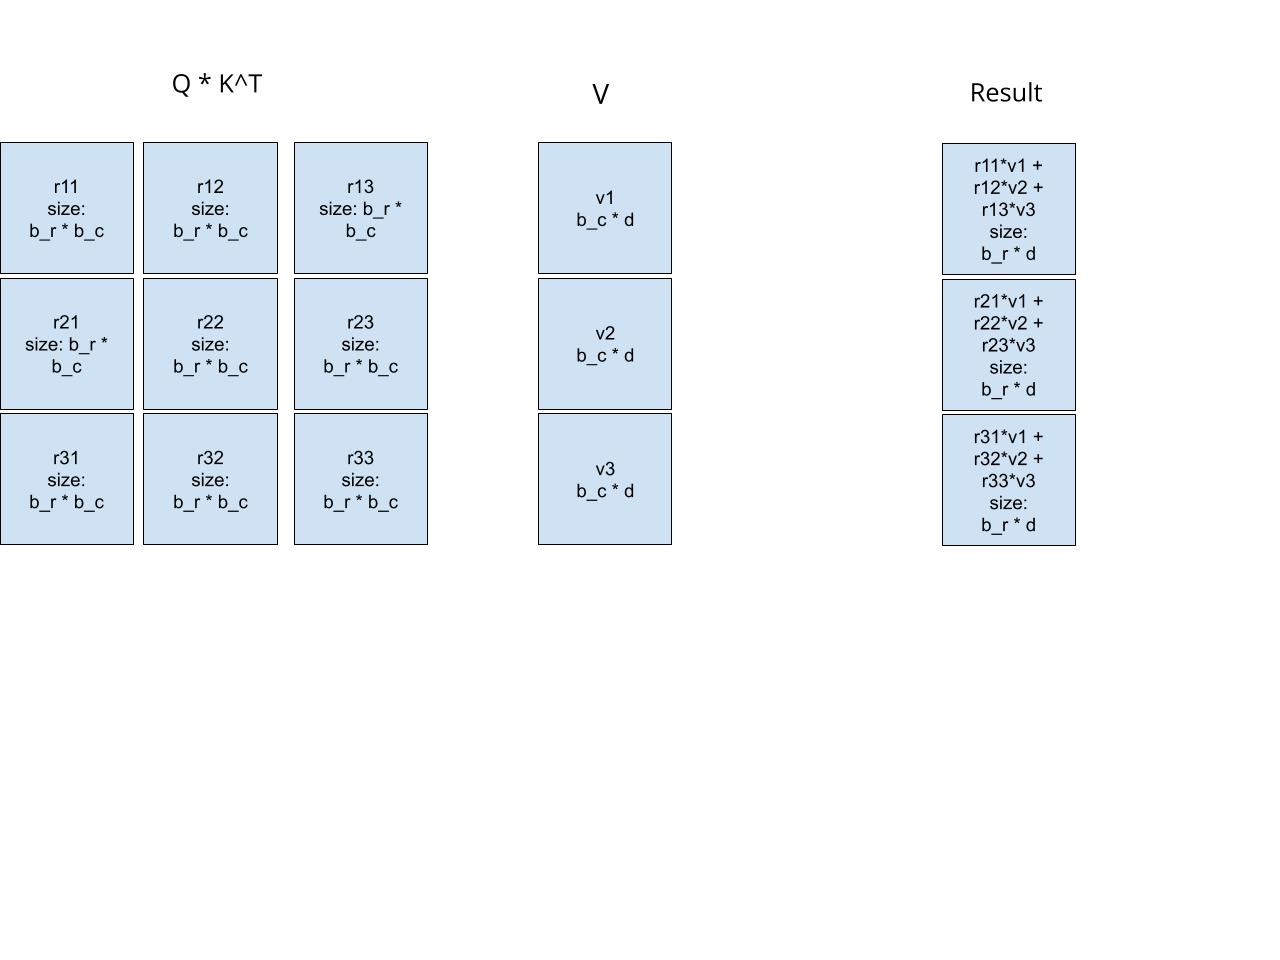 Q * K^T
V
Result
r11
size:
b_r * b_c
r12
size:
b_r * b_c
r13
size: b_r *
b_c
v1
b_c * d
r11*v1 +
r12*v2 +
r13*v3
size:
b_r * d
r21
size: b_r *
b_c
r22
size:
b_r * b_c
r23
size:
b_r * b_c
v2
b_c * d
r21*v1 +
r22*v2 +
r23*v3
size:
b_r * d
r31
size:
b_r * b_c
r32
size:
b_r * b_c
r33
size:
b_r * b_c
v3
b_c * d
r31*v1 +
r32*v2 +
r33*v3
size:
b_r * d